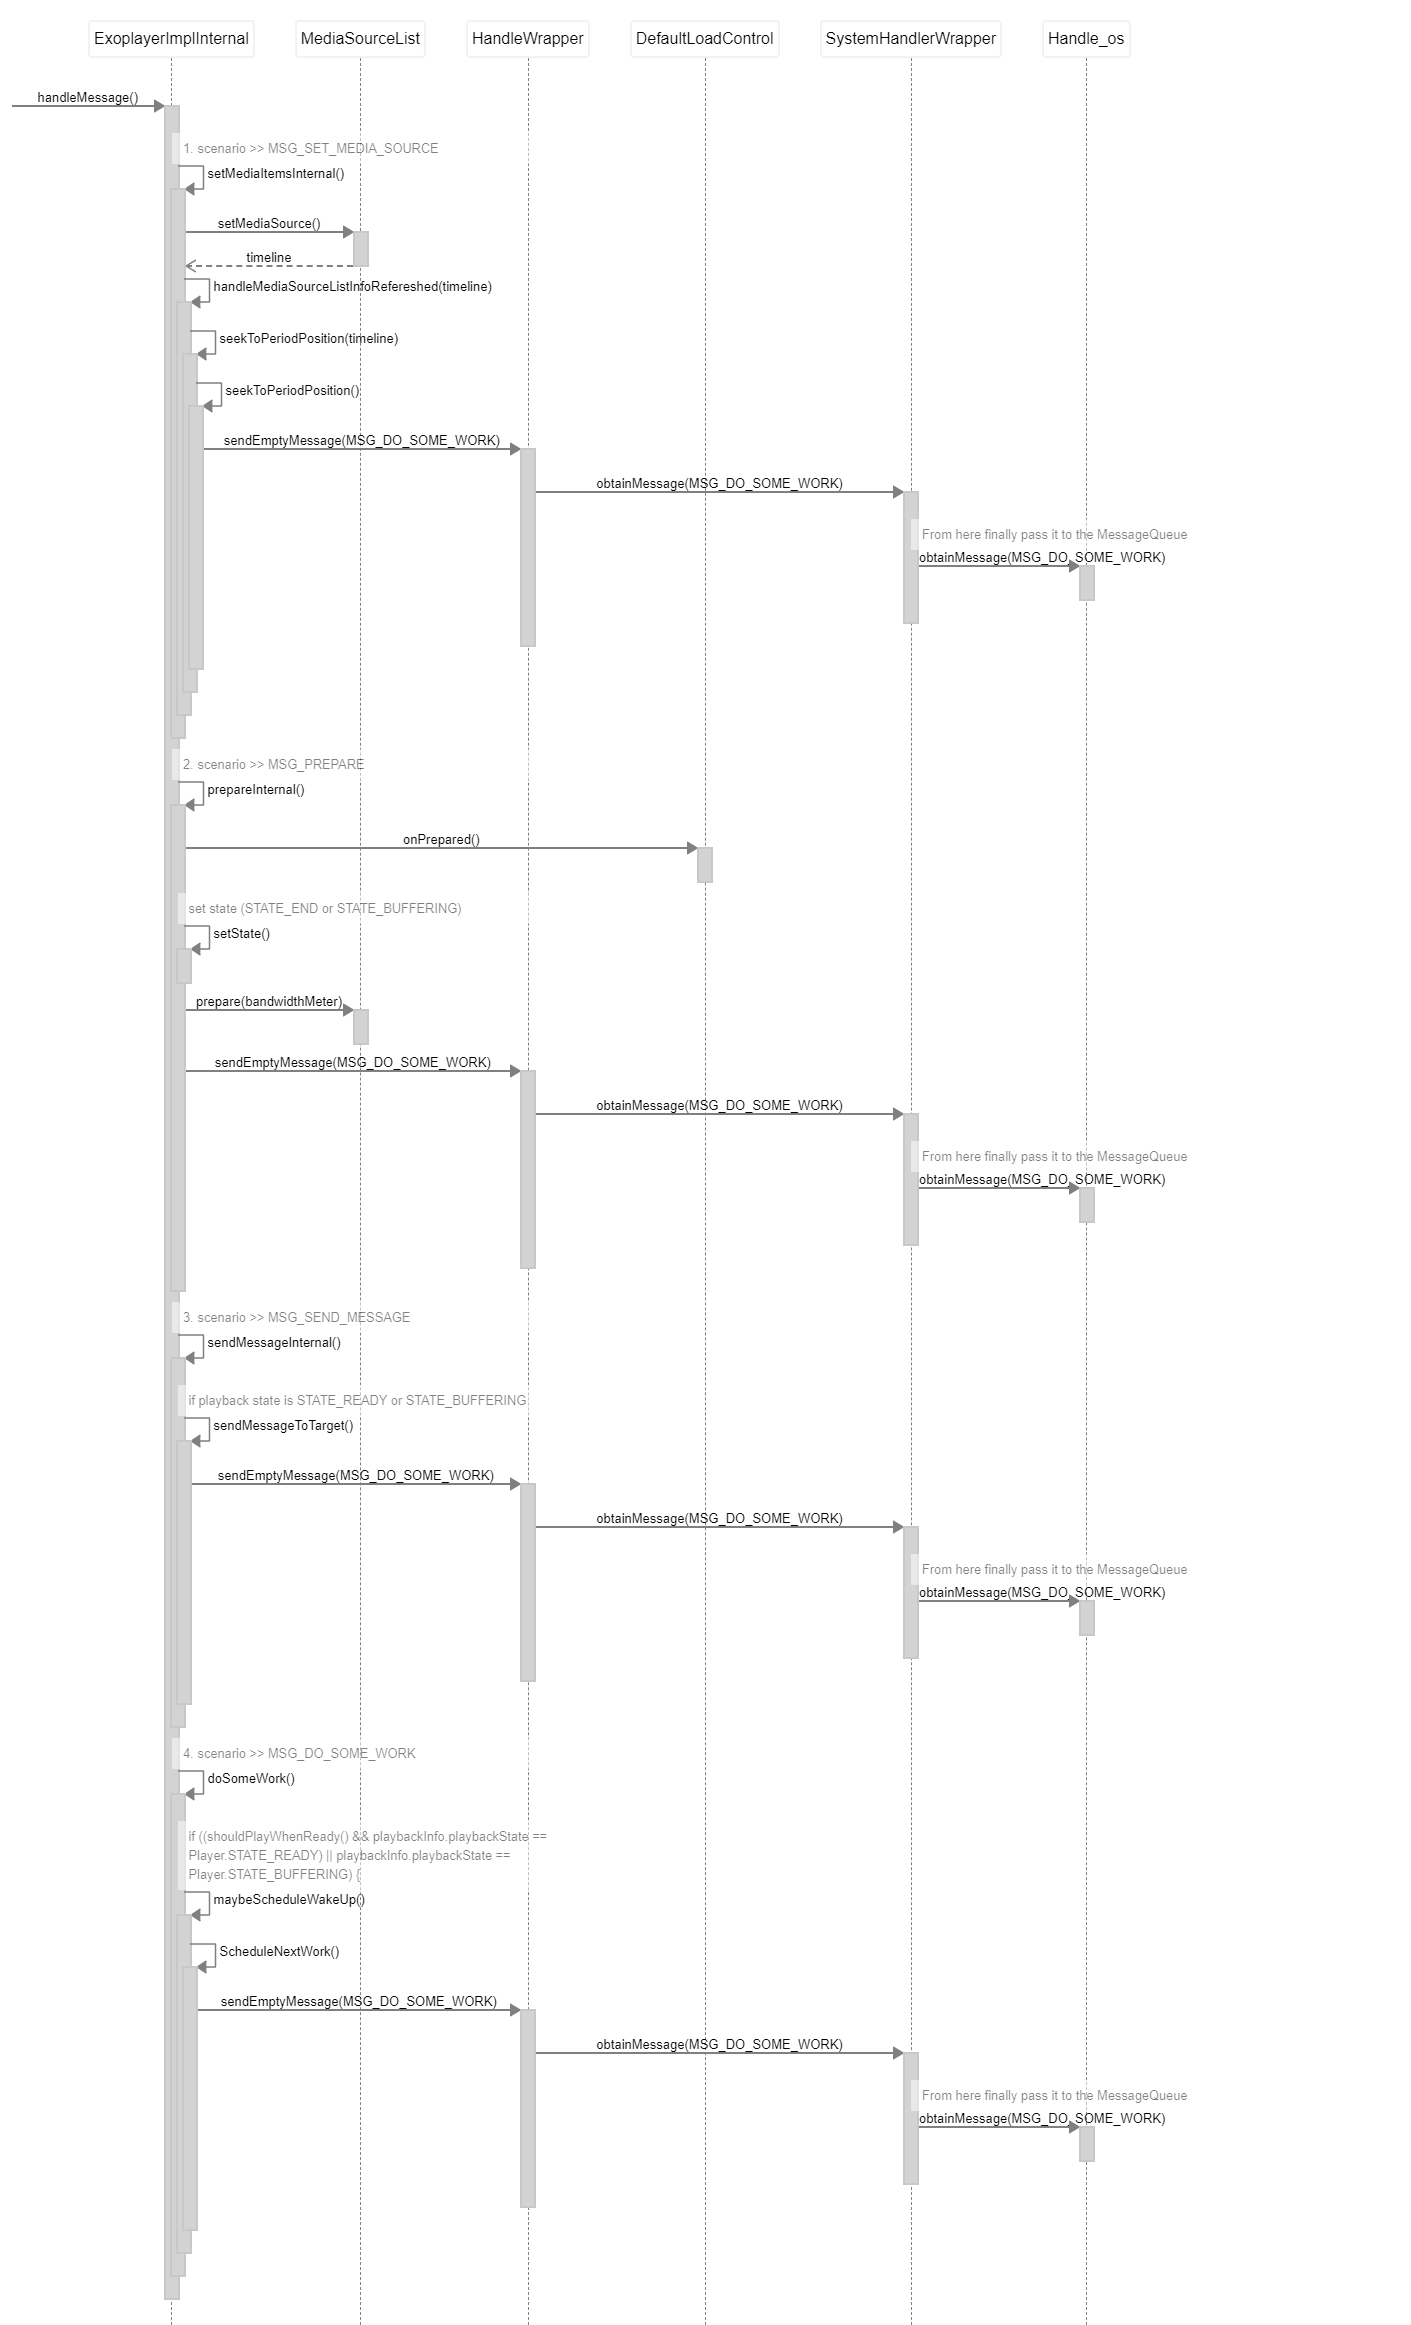 ExoplayerImplInternal
MediaSourceList
HandleWrapper
DefaultLoadControl
SystemHandlerWrapper
Handle_os
handleMessage()
1. scenario >> MSG_SET_MEDIA_SOURCE
setMediaItemsInternal()
setMediaSource()
timeline
handleMediaSourceListInfoRefereshed(timeline)
seekToPeriodPosition(timeline)
seekToPeriodPosition()
sendEmptyMessage(MSG_DO_SOME_WORK)
obtainMessage(MSG_DO_SOME_WORK)
From here finally pass it to the MessageQueue
obtainMessage(MSG_DO_SOME_WORK)
2. scenario >> MSG_PREPARE
prepareInternal()
onPrepared()
set state (STATE_END or STATE_BUFFERING)
setState()
prepare(bandwidthMeter)
sendEmptyMessage(MSG_DO_SOME_WORK)
obtainMessage(MSG_DO_SOME_WORK)
From here finally pass it to the MessageQueue
obtainMessage(MSG_DO_SOME_WORK)
3. scenario >> MSG_SEND_MESSAGE
sendMessageInternal()
if playback state is STATE_READY or STATE_BUFFERING
sendMessageToTarget()
sendEmptyMessage(MSG_DO_SOME_WORK)
obtainMessage(MSG_DO_SOME_WORK)
From here finally pass it to the MessageQueue
obtainMessage(MSG_DO_SOME_WORK)
4. scenario >> MSG_DO_SOME_WORK
doSomeWork()
if ((shouldPlayWhenReady() && playbackInfo.playbackState ==
Player.STATE_READY) || playbackInfo.playbackState ==
Player.STATE_BUFFERING) {
maybeScheduleWakeUp()
ScheduleNextWork()
sendEmptyMessage(MSG_DO_SOME_WORK)
obtainMessage(MSG_DO_SOME_WORK)
From here finally pass it to the MessageQueue
obtainMessage(MSG_DO_SOME_WORK)